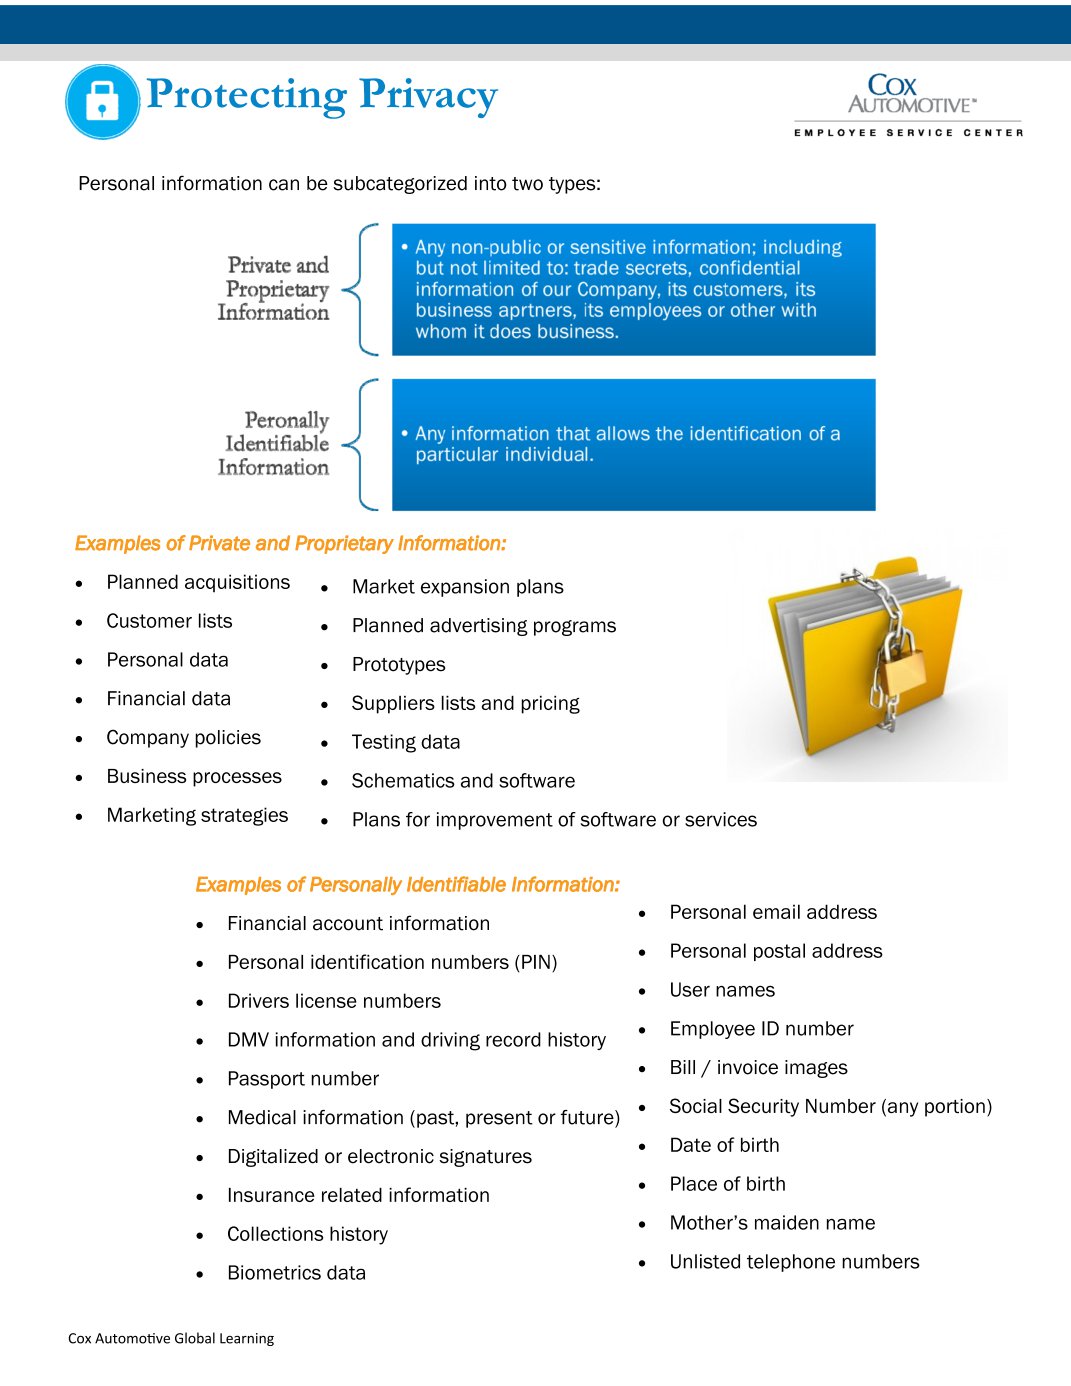 Protecting Privacy
COX
AUTOMOTIVE™
EMPLOYEE SERVICE CENTER
Personal information can be subcategorized into two types:
Private and
Proprietary
Information
• Any non-public or sensitive information; including
but not limited to: trade secrets, confidential
information of our Company, its customers, its
business aprtners, its employees or other with
whom it does business.
Peronally
Identifiable
Information
• Any information that allows the identification of a
particular individual.
Examples of Private and Proprietary Information:
• Planned acquisitions
• Customer lists
• Personal data
• Financial data
• Company policies
• Business processes
• Marketing strategies
• Market expansion plans
• Planned advertising programs
• Prototypes
• Suppliers lists and pricing
• Testing data
• Schematics and software
• Plans for improvement of software or services
Examples of Personally Identifiable Information:
• Financial account information
• Personal identification numbers (PIN)
• Drivers license numbers
• DMV information and driving record history
• Passport number
• Medical information (past, present or future)
• Digitalized or electronic signatures
• Insurance related information
• Collections history
• Biometrics data
• Personal email address
• Personal postal address
• User names
• Employee ID number
• Bill / invoice images
• Social Security Number (any portion)
• Date of birth
• Place of birth
• Mother’s maiden name
• Unlisted telephone numbers
Cox Automotive Global Learning